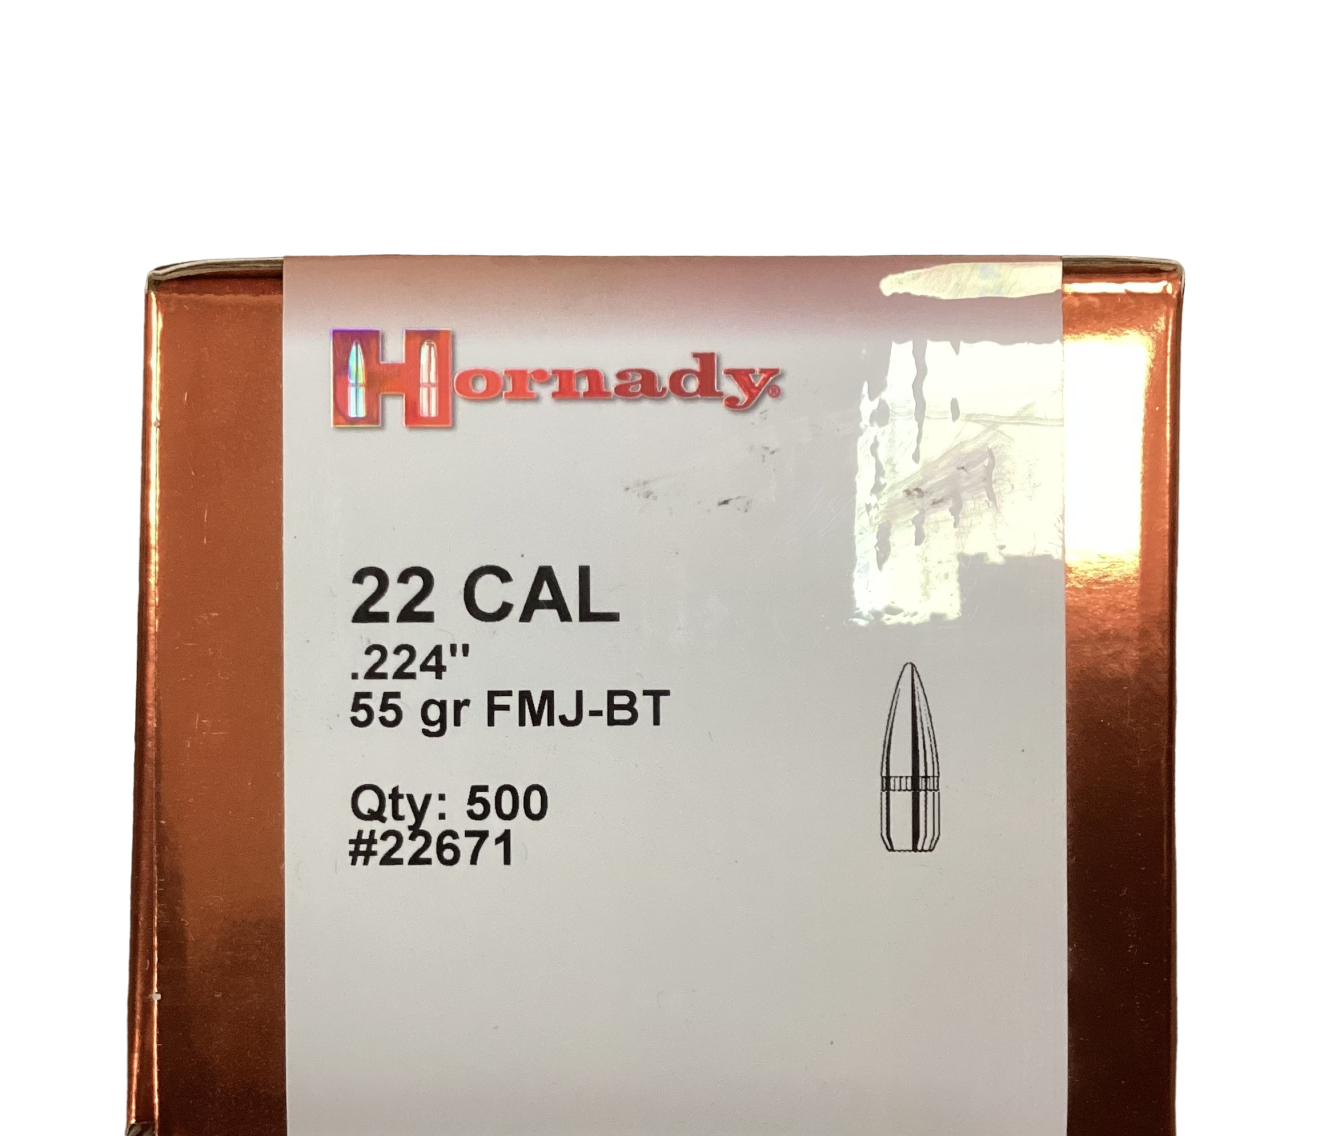 Hornady®
22 CAL
.224"
55 gr FMJ-BT
Qty: 500
#22671